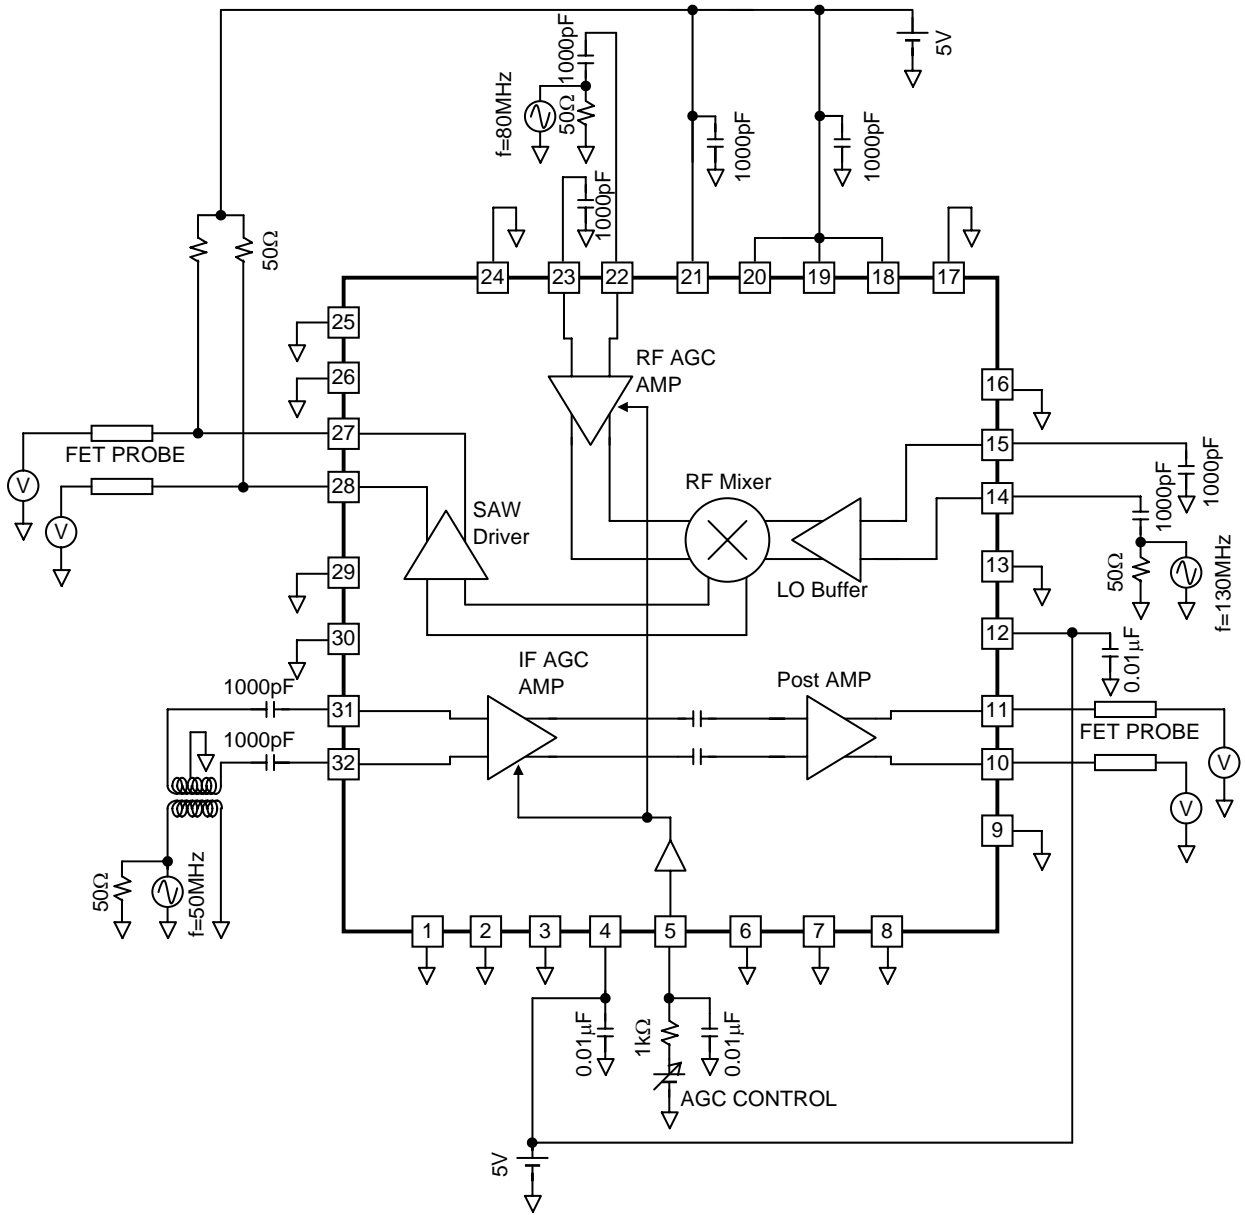 5V
1000pF
f=80MHz
50Ω
1000pF
1000pF
1000pF
50Ω
24
23
22
21
20
19
18
17
25
26
27
28
29
30
31
32
16
15
14
13
12
11
10
9
RF AGC
AMP
FET PROBE
RF Mixer
SAW
Driver
LO Buffer
1000pF
1000pF
50Ω
f=130MHz
0.01µF
IF AGC
AMP
Post AMP
1000pF
1000pF
FET PROBE
V
V
V
V
50Ω
f=50MHz
1
2
3
4
5
6
7
8
0.01µF
1kΩ
0.01µF
AGC CONTROL
5V